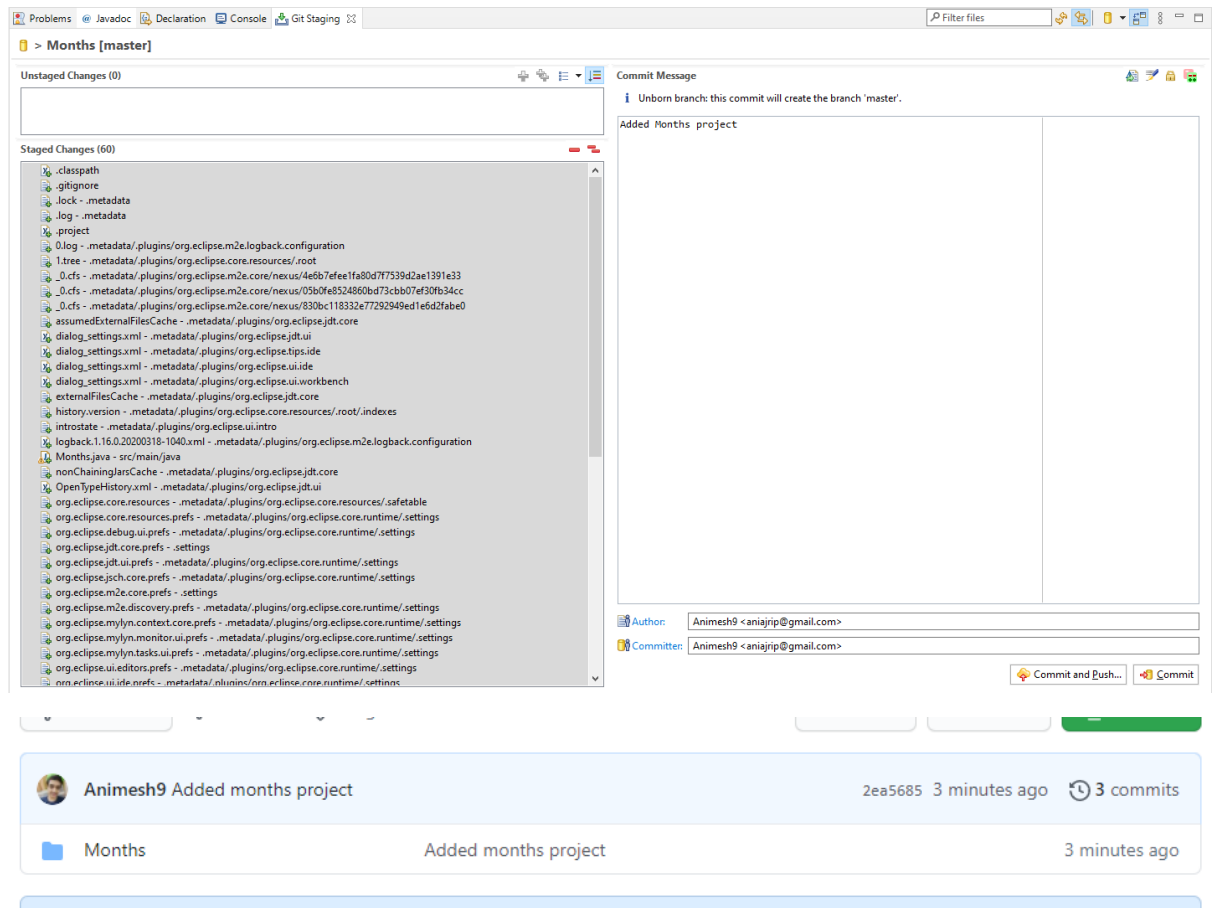 Problems @ Javadoc Declaration Console Git Staging Filter files
> Months [master]
Unstaged Changes (0)
Commit Message
Unborn branch: this commit will create the branch 'master'.
Added Months project
Staged Changes (60)
.classpath
.gitignore
.lock - .metadata
.log - .metadata
.project
0.log - .metadata/.plugins/org.eclipse.m2e.logback.configuration
1.tree - .metadata/.plugins/org.eclipse.core.resources/.root
_0.cfs - .metadata/.plugins/org.eclipse.m2e.core/nexus/4e6b7efee1fa80d7f7539d2ae1391e33
_0.cfs - .metadata/.plugins/org.eclipse.m2e.core/nexus/05b0fe8524860bd73cbb07ef30fb34cc
_0.cfs - .metadata/.plugins/org.eclipse.m2e.core/nexus/830bc118332e77292949ed1e6d2fabe0
assumedExternalFilesCache - .metadata/.plugins/org.eclipse.jdt.core
dialog_settings.xml - .metadata/.plugins/org.eclipse.jdt.ui
dialog_settings.xml - .metadata/.plugins/org.eclipse.tips.ide
dialog_settings.xml - .metadata/.plugins/org.eclipse.ui.ide
dialog_settings.xml - .metadata/.plugins/org.eclipse.ui.workbench
externalFilesCache - .metadata/.plugins/org.eclipse.jdt.core
history.version - .metadata/.plugins/org.eclipse.core.resources/.root/.indexes
introstate - .metadata/.plugins/org.eclipse.ui.intro
logback.1.16.0.20200318-1040.xml - .metadata/.plugins/org.eclipse.m2e.logback.configuration
Months.java - src/main/java
nonChainingJarsCache - .metadata/.plugins/org.eclipse.jdt.core
OpenTypeHistory.xml - .metadata/.plugins/org.eclipse.jdt.ui
org.eclipse.core.resources - .metadata/.plugins/org.eclipse.core.resources/.safetable
org.eclipse.core.resources.prefs - .metadata/.plugins/org.eclipse.core.runtime/.settings
org.eclipse.debug.ui.prefs - .metadata/.plugins/org.eclipse.core.runtime/.settings
org.eclipse.jdt.core.prefs - .settings
org.eclipse.jdt.ui.prefs - .metadata/.plugins/org.eclipse.core.runtime/.settings
org.eclipse.jsch.core.prefs - .metadata/.plugins/org.eclipse.core.runtime/.settings
org.eclipse.m2e.core.prefs - .settings
org.eclipse.m2e.discovery.prefs - .metadata/.plugins/org.eclipse.core.runtime/.settings
org.eclipse.mylyn.context.core.prefs - .metadata/.plugins/org.eclipse.core.runtime/.settings
org.eclipse.mylyn.monitor.ui.prefs - .metadata/.plugins/org.eclipse.core.runtime/.settings
org.eclipse.mylyn.tasks.ui.prefs - .metadata/.plugins/org.eclipse.core.runtime/.settings
org.eclipse.ui.editors.prefs - .metadata/.plugins/org.eclipse.core.runtime/.settings
org.eclipse.ui.ide.prefs - .metadata/.plugins/org.eclipse.core.runtime/.settings
Author: Animesh9 <aniajrip@gmail.com>
Committer: Animesh9 <aniajrip@gmail.com>
Commit and Push... Commit
Animesh9 Added months project 2ea5685 3 minutes ago 3 commits
Months Added months project 3 minutes ago